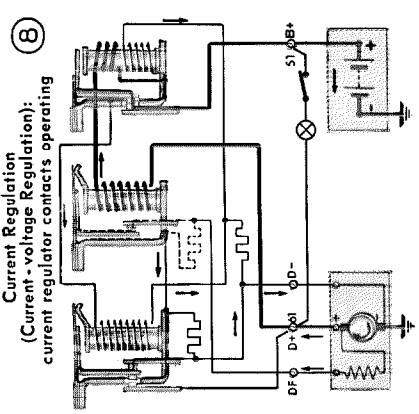 8
Current Regulation
(Current-voltage Regulation):
current regulator contacts operating
51 B+
+
-
D-
D+ 61
DF
+
-